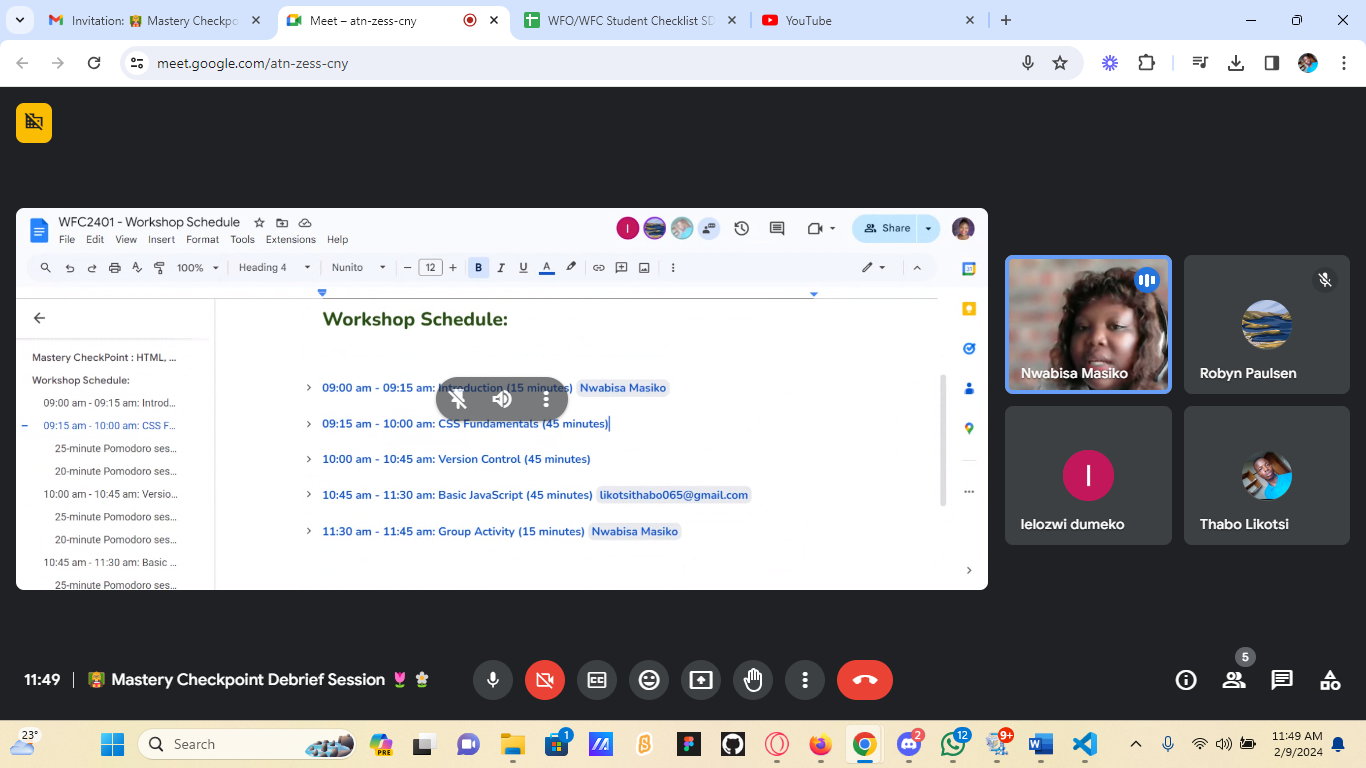 Invitation: Mastery Checkpo
Meet – atn-zess-cny
WFO/WFC Student Checklist SD
YouTube
meet.google.com/atn-zess-cny
WFC2401 - Workshop Schedule
File Edit View Insert Format Tools Extensions Help
Share
100% Heading 4 Nunito 12 B I U A
Mastery CheckPoint : HTML, ...
Workshop Schedule:
09:00 am - 09:15 am: Introd...
09:15 am - 10:00 am: CSS F...
25-minute Pomodoro ses...
20-minute Pomodoro ses...
10:00 am - 10:45 am: Versio...
25-minute Pomodoro ses...
20-minute Pomodoro ses...
10:45 am - 11:30 am: Basic ...
25-minute Pomodoro ses...
Workshop Schedule:
09:00 am - 09:15 am: Introduction (15 minutes) Nwabisa Masiko
09:15 am - 10:00 am: CSS Fundamentals (45 minutes)
10:00 am - 10:45 am: Version Control (45 minutes)
10:45 am - 11:30 am: Basic JavaScript (45 minutes) likotsithabo065@gmail.com
11:30 am - 11:45 am: Group Activity (15 minutes) Nwabisa Masiko
Nwabisa Masiko
Robyn Paulsen
l
lelozwi dumeko
Thabo Likotsi
11:49 Mastery Checkpoint Debrief Session
5
23°
Search
PRE
1
2
12
9+
11:49 AM
2/9/2024